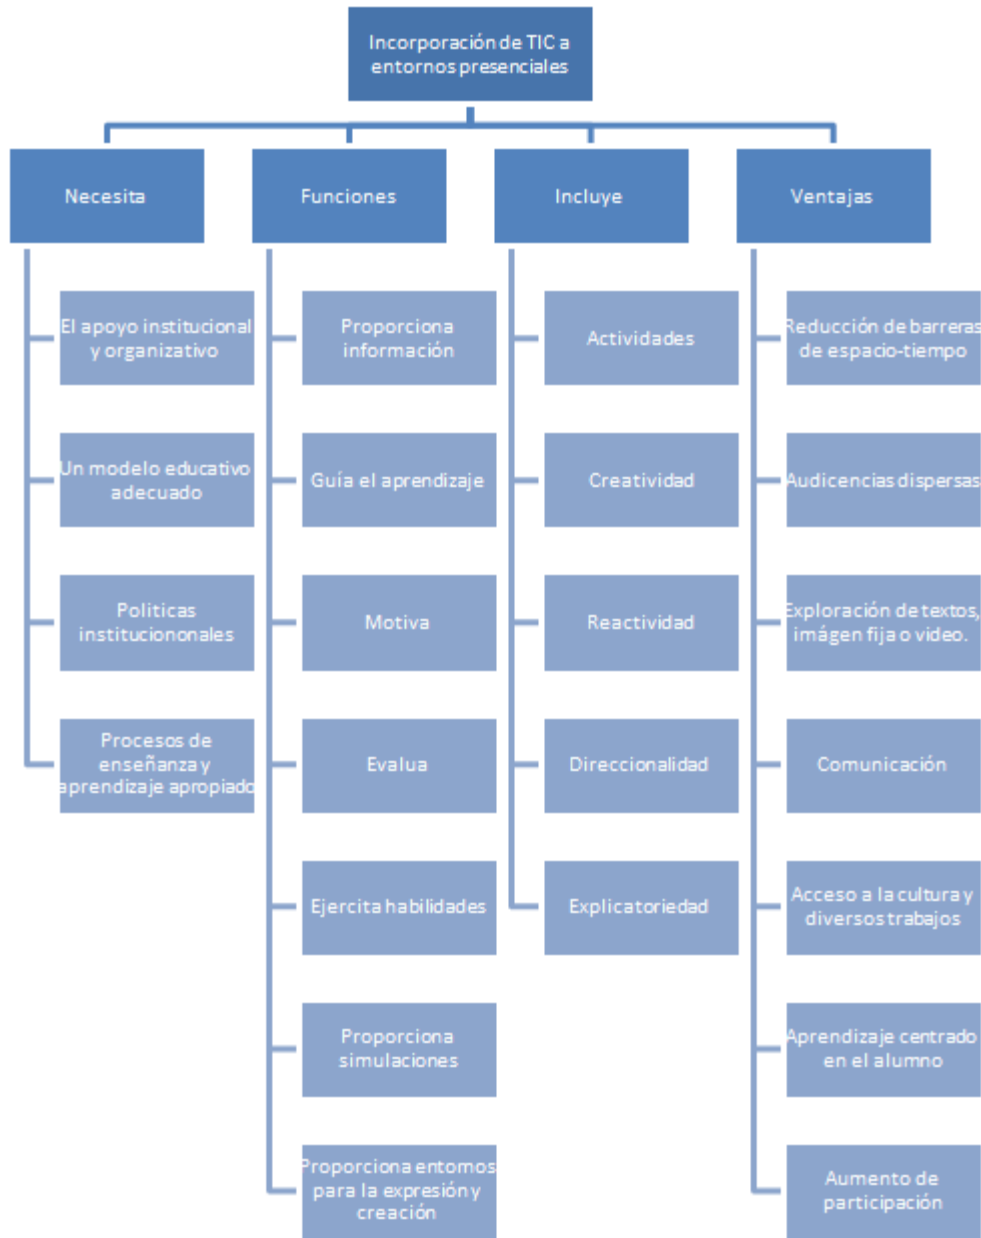 Incorporación de TIC a
entornos presenciales
Necesita
Funciones
Incluye
Ventajas
El apoyo institucional
y organizativo
Un modelo educativo
adecuado
Politicas
instituciononales
Procesos de
enseñanza y
aprendizaje apropiado
Proporciona
información
Guía el aprendizaje
Motiva
Evalua
Ejercita habilidades
Proporciona
simulaciones
Proporciona entornos
para la expresión y
creación
Actividades
Creatividad
Reactividad
Direccionalidad
Explicatoriedad
Reducción de barreras
de espacio-tiempo
Audicencias dispersas
Exploración de textos,
imágen fija o video.
Comunicación
Acceso a la cultura y
diversos trabajos
Aprendizaje centrado
en el alumno
Aumento de
participación